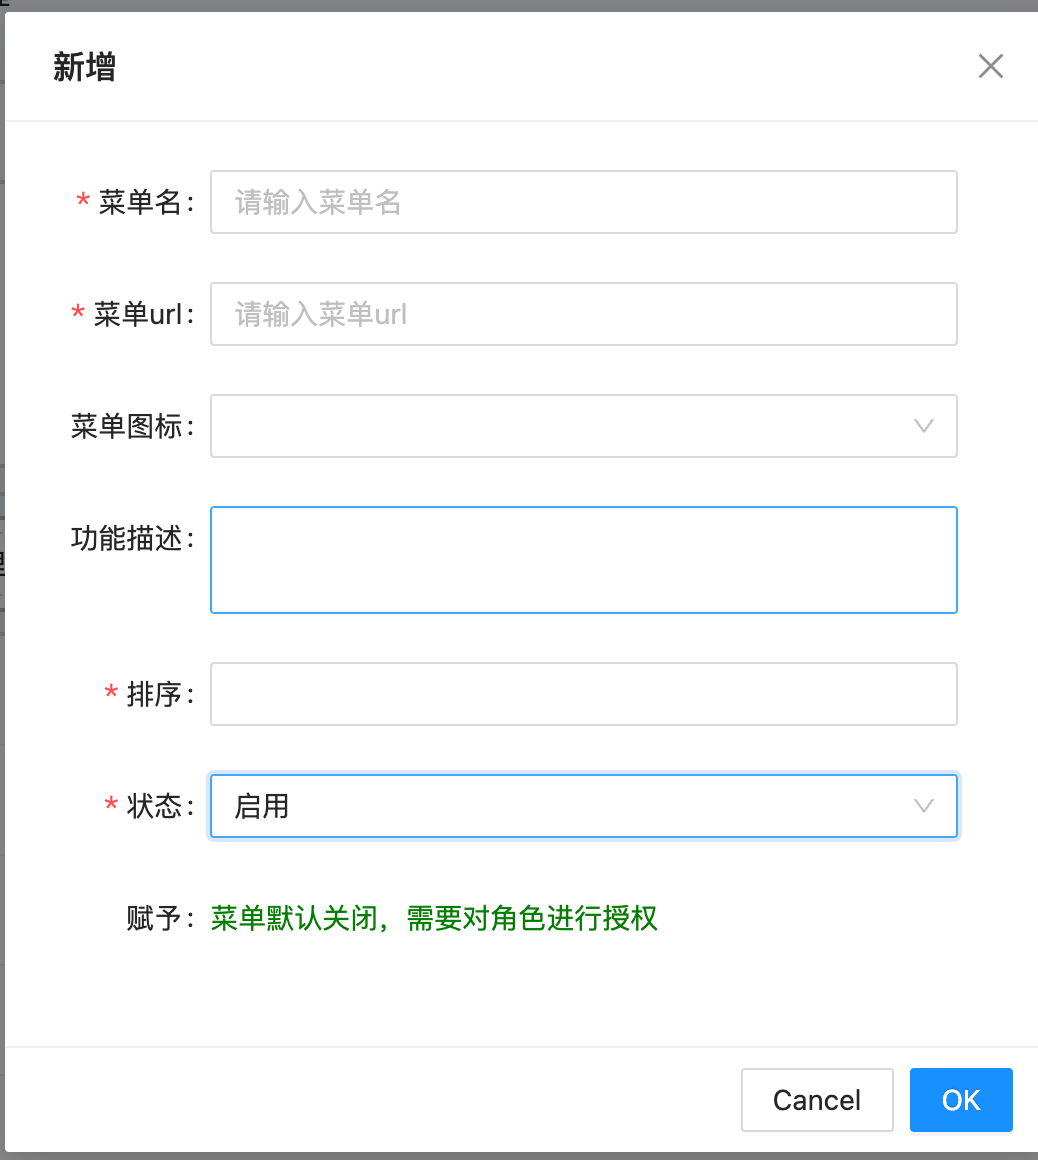 新增
* 菜单名: 请输入菜单名
* 菜单url: 请输入菜单url
菜单图标:
功能描述:
* 排序:
* 状态: 启用
赋予: 菜单默认关闭，需要对角色进行授权
Cancel OK